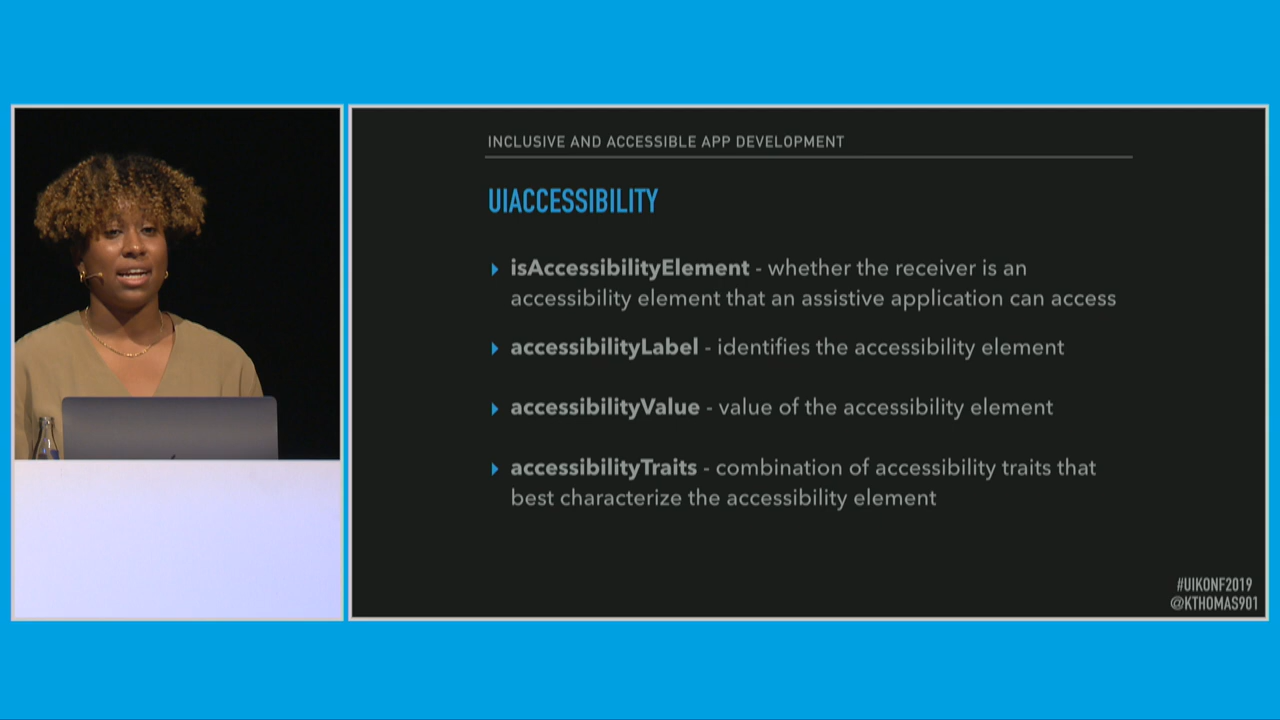 INCLUSIVE AND ACCESSIBLE APP DEVELOPMENT
UIACCESSIBILITY
isAccessibilityElement - whether the receiver is an
accessibility element that an assistive application can access
accessibilityLabel - identifies the accessibility element
accessibilityValue - value of the accessibility element
accessibilityTraits - combination of accessibility traits that
best characterize the accessibility element
#UIKONF2019
@KTHOMAS901